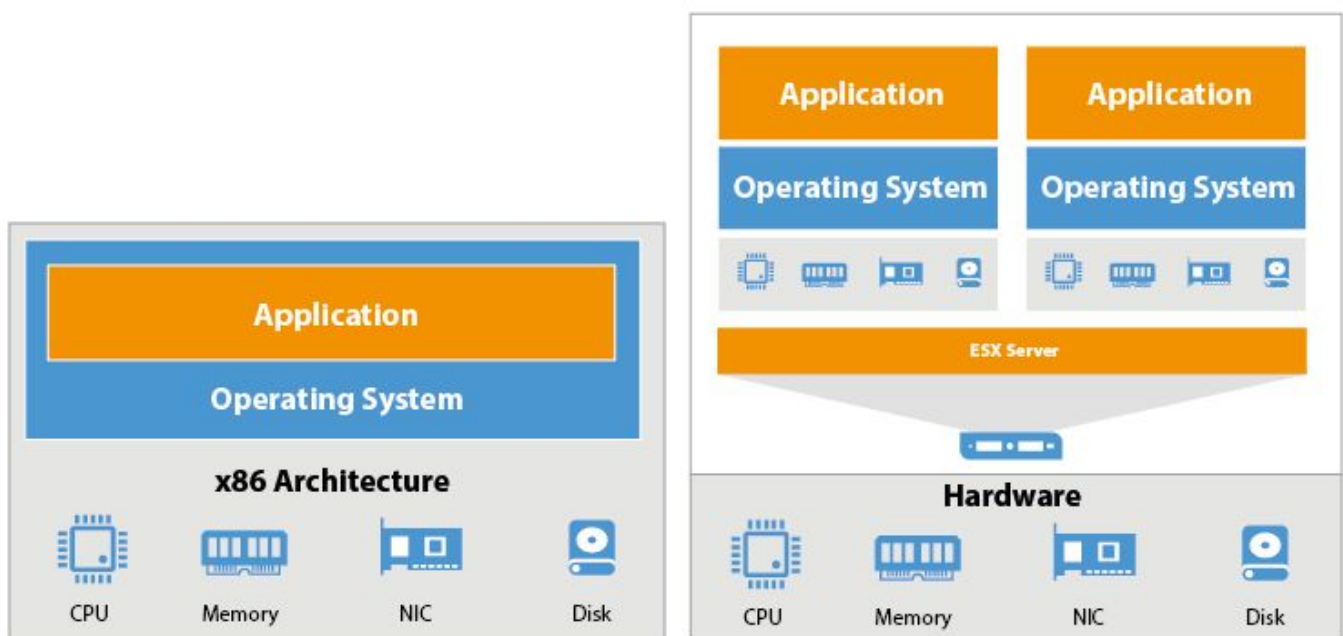 Application
Operating System
x86 Architecture
CPU Memory NIC Disk
Application Application
Operating System Operating System
ESX Server
Hardware
CPU Memory NIC Disk